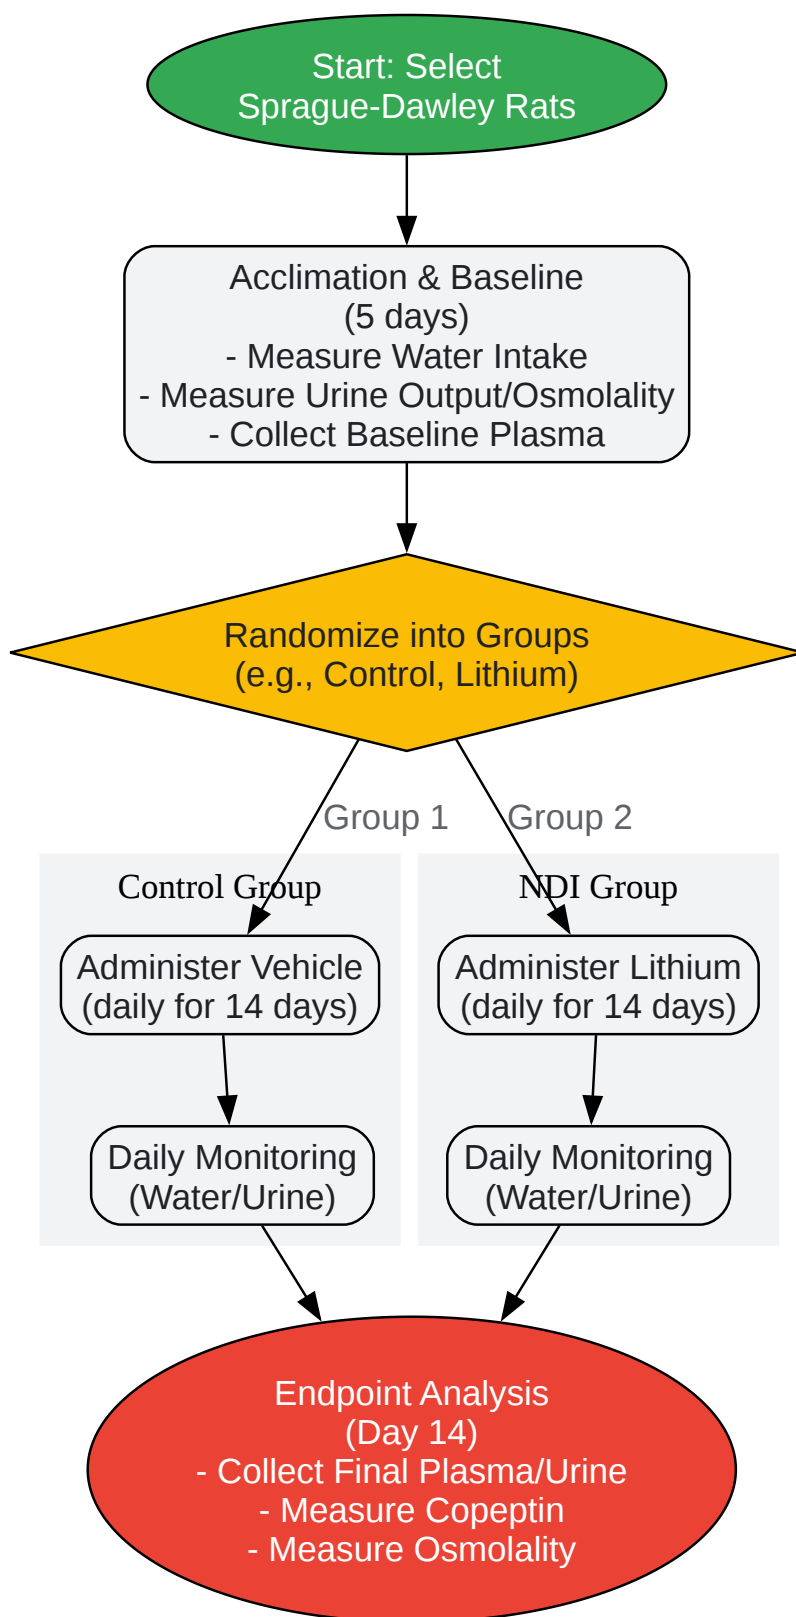 Start: Select
Sprague-Dawley Rats
Acclimation & Baseline
(5 days)
- Measure Water Intake
- Measure Urine Output/Osmolality
- Collect Baseline Plasma
Randomize into Groups
(e.g., Control, Lithium)
Group 1
Group 2
Control Group
Administer Vehicle
(daily for 14 days)
Daily Monitoring
(Water/Urine)
NDI Group
Administer Lithium
(daily for 14 days)
Daily Monitoring
(Water/Urine)
Endpoint Analysis
(Day 14)
- Collect Final Plasma/Urine
- Measure Copeptin
- Measure Osmolality